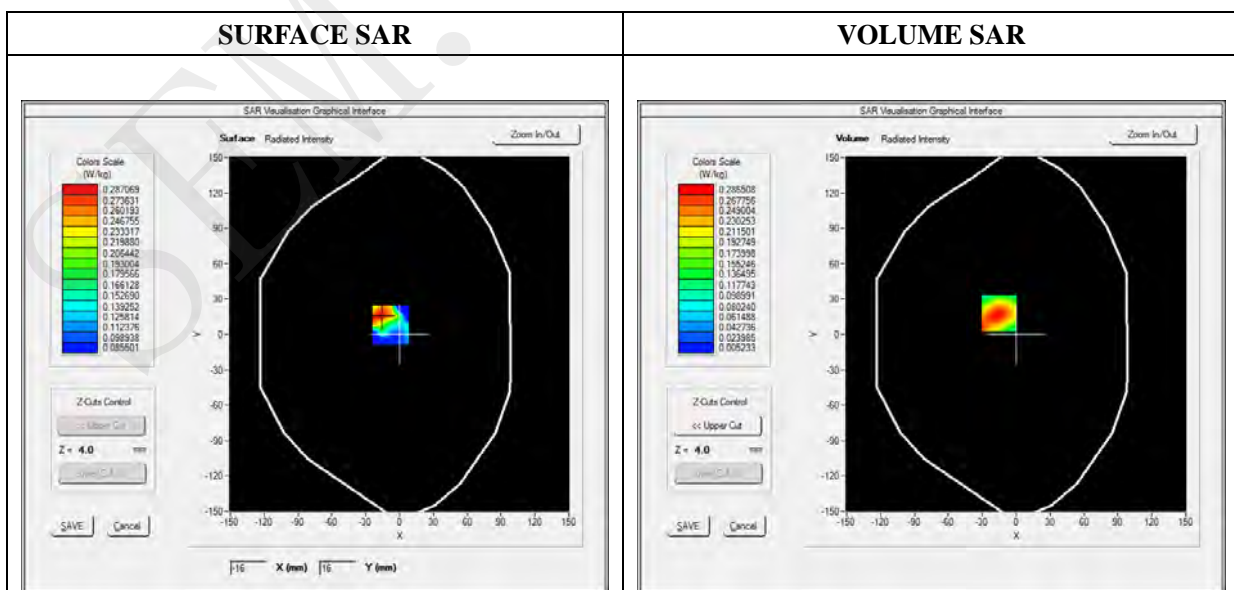 SURFACE SAR
VOLUME SAR
SAR Visualisation Graphical Interface
Surface Radiated Intensity
Zoom In/Out
Colors Scale
(W/kg)
0.287069
0.273631
0.260193
0.246755
0.233317
0.219880
0.206442
0.193004
0.179566
0.166128
0.152690
0.139252
0.125814
0.112376
0.098938
0.085501
Z-Cuts Control
<< Upper Cut
Z = 4.0 mm
SAVE
Cancel
150
120
90
60
30
0
-30
-60
-90
-120
-150
Y
-150 -120 -90 -60 -30 0 30 60 90 120 150
X
-16 X (mm) 16 Y (mm)
SAR Visualisation Graphical Interface
Volume Radiated Intensity
Zoom In/Out
Colors Scale
(W/kg)
0.286508
0.267756
0.249004
0.230253
0.211501
0.192749
0.173998
0.155246
0.136495
0.117743
0.098991
0.080240
0.061488
0.042736
0.023985
0.005233
Z-Cuts Control
<< Upper Cut
Z = 4.0 mm
SAVE
Cancel
150
120
90
60
30
0
-30
-60
-90
-120
-150
Y
-150 -120 -90 -60 -30 0 30 60 90 120 150
X
SEM.